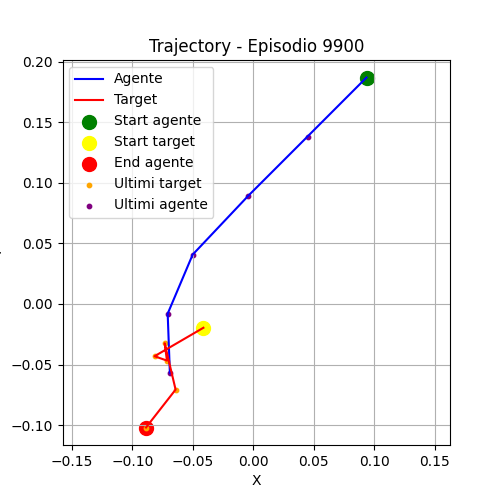 Trajectory - Episodio 9900
Agente
Target
Start agente
Start target
End agente
Ultimi target
Ultimi agente
0.20
0.15
0.10
0.05
0.00
−0.05
−0.10
−0.15 −0.10 −0.05 0.00 0.05 0.10 0.15
X